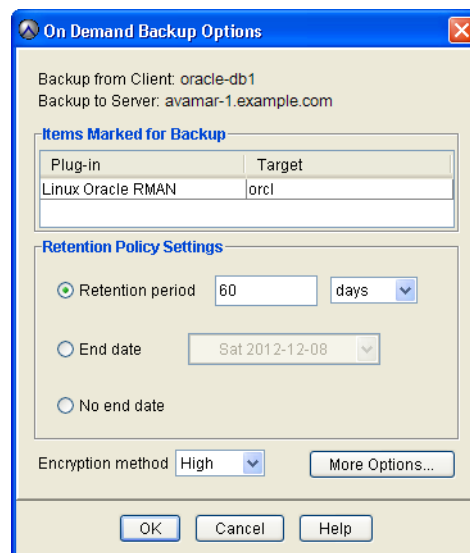 On Demand Backup Options
Backup from Client: oracle-db1
Backup to Server: avamar-1.example.com
Items Marked for Backup
Plug-in Target
Linux Oracle RMAN orcl
Retention Policy Settings
Retention period 60 days
End date Sat 2012-12-08
No end date
Encryption method High More Options...
OK Cancel Help